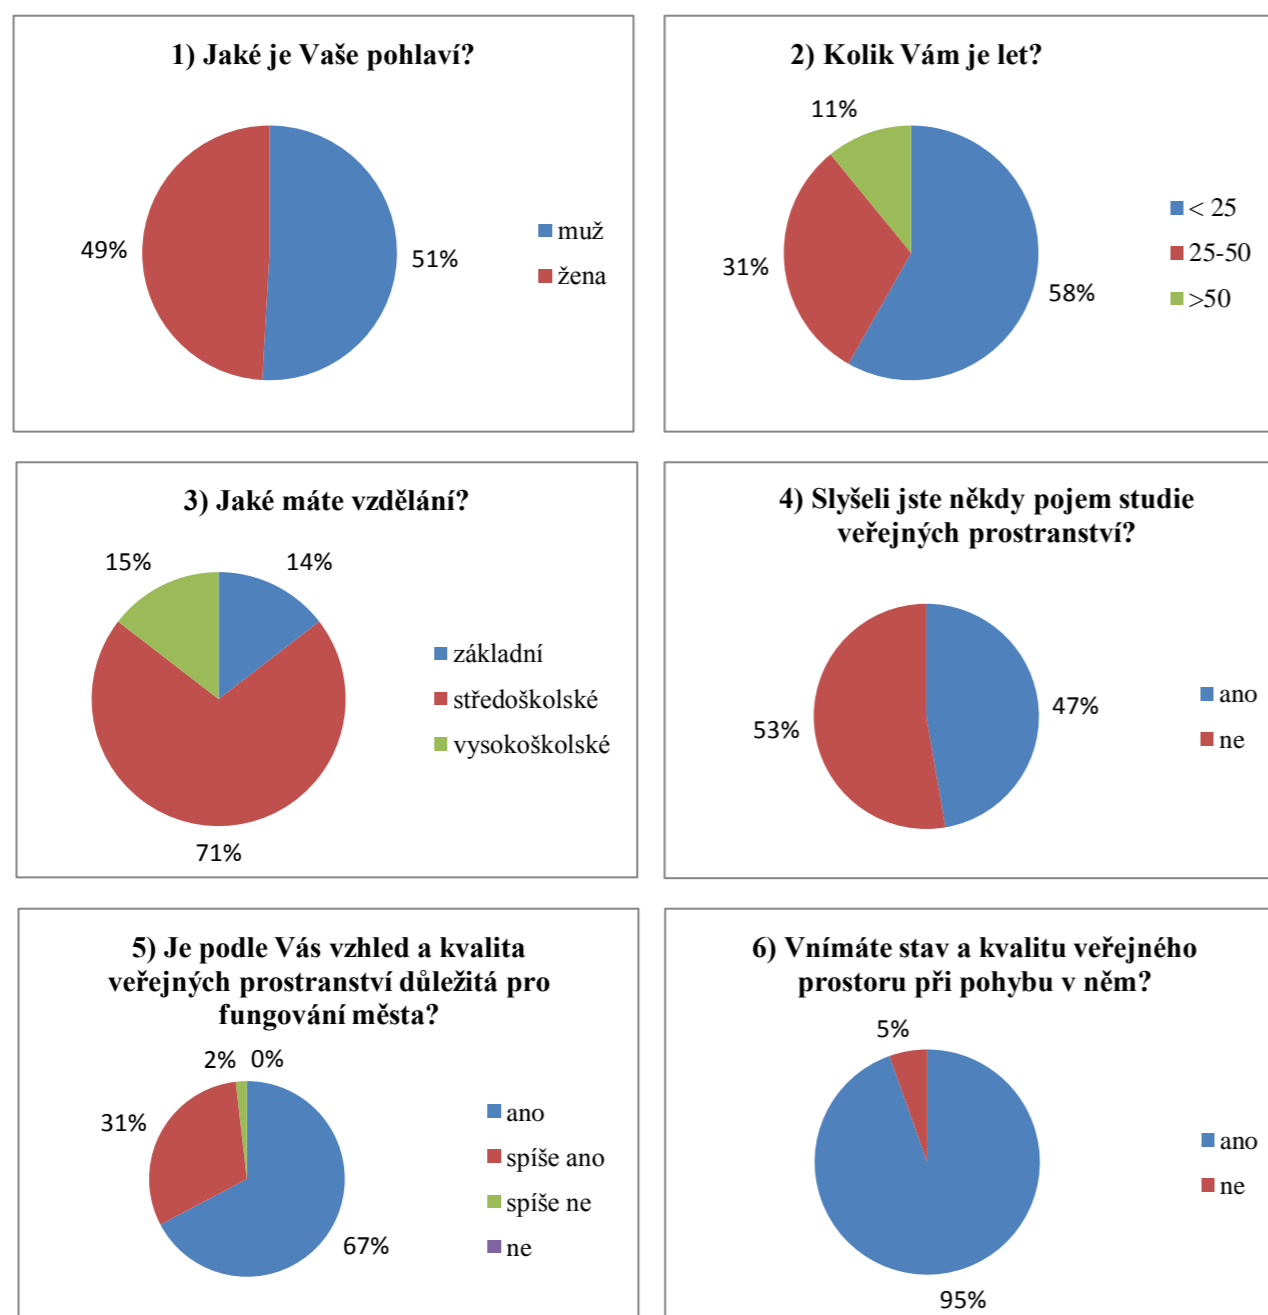 1) Jaké je Vaše pohlaví?
49%
51%
muž
žena
2) Kolik Vám je let?
11%
31%
58%
< 25
25-50
>50
3) Jaké máte vzdělání?
15%
14%
71%
základní
středoškolské
vysokoškolské
4) Slyšeli jste někdy pojem studie
veřejných prostranství?
53%
47%
ano
ne
5) Je podle Vás vzhled a kvalita
veřejných prostranství důležitá pro
fungování města?
2%
0%
31%
67%
ano
spíše ano
spíše ne
ne
6) Vnímáte stav a kvalitu veřejného
prostoru při pohybu v něm?
5%
95%
ano
ne